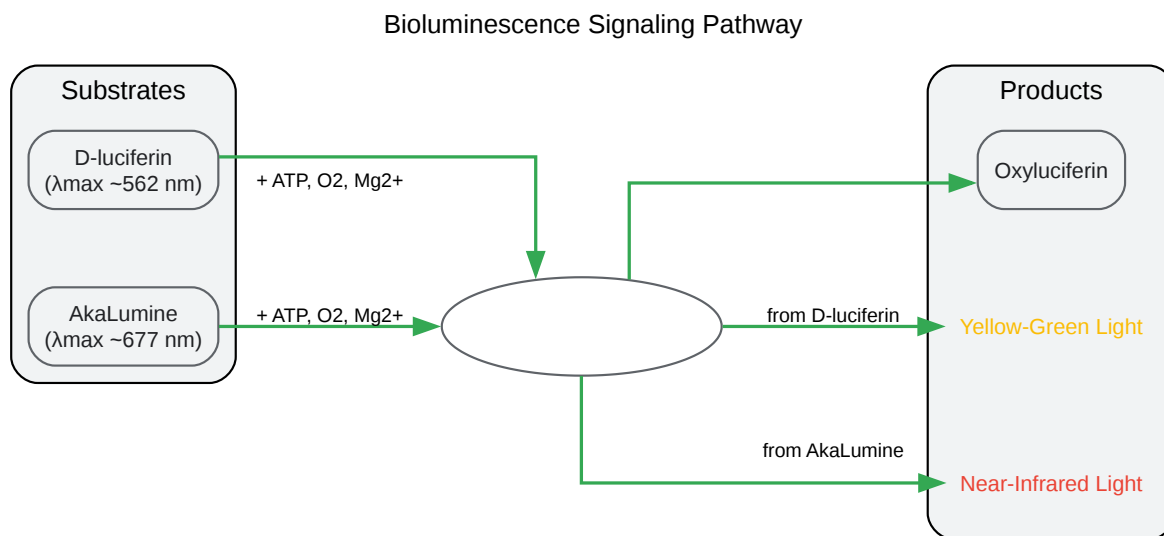 Bioluminescence Signaling Pathway
Substrates
D-luciferin
(λmax ~562 nm)
+ ATP, O2, Mg2+
AkaLumine
(λmax ~677 nm)
+ ATP, O2, Mg2+
Products
Oxyluciferin
from D-luciferin
Yellow-Green Light
from AkaLumine
Near-Infrared Light